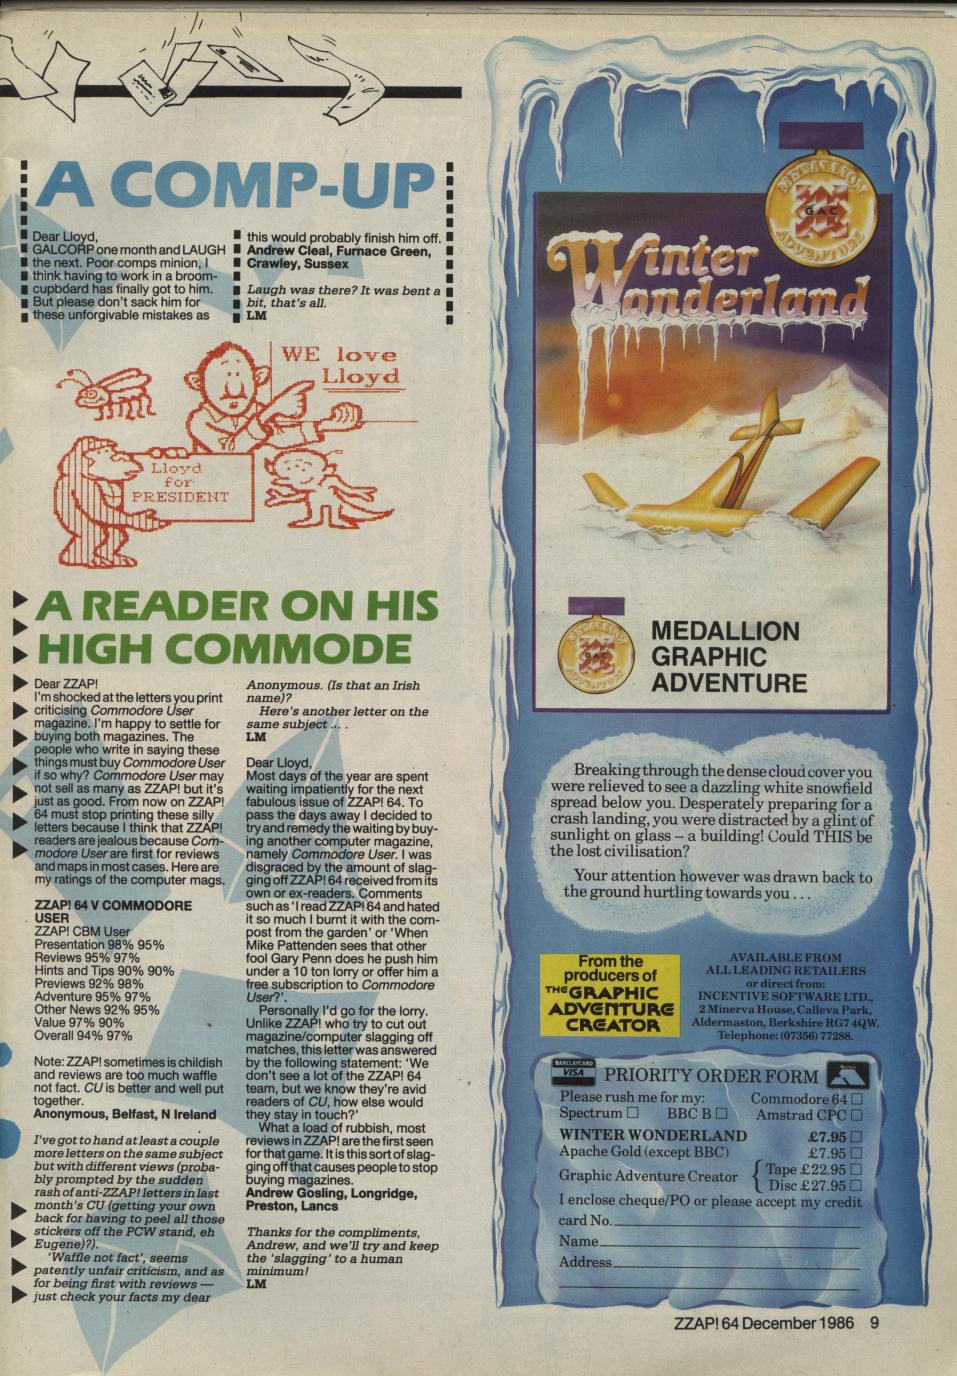 A COMP-UP
Dear Lloyd,
GALCORP one month and LAUGH
the next. Poor comps minion, I
think having to work in a broom-
cupboard has finally got to him.
But please don't sack him for
these unforgivable mistakes as
this would probably finish him off.
Andrew Cleal, Furnace Green,
Crawley, Sussex
Laugh was there? It was bent a
bit, that's all.
LM
WE love
Lloyd
Lloyd
for
PRESIDENT
A READER ON HIS
HIGH COMMODE
Dear ZZAP!
I'm shocked at the letters you print
criticising Commodore User
magazine. I'm happy to settle for
buying both magazines. The
people who write in saying these
things must buy Commodore User
if so why? Commodore User may
not sell as many as ZZAP! but it's
just as good. From now on ZZAP!
64 must stop printing these silly
letters because I think that ZZAP!
readers are jealous because Com-
modore User are first for reviews
and maps in most cases. Here are
my ratings of the computer mags.
ZZAP! 64 V COMMODORE
USER
ZZAP! CBM User
Presentation 98% 95%
Reviews 95% 97%
Hints and Tips 90% 90%
Previews 92% 98%
Adventure 95% 97%
Other News 92% 95%
Value 97% 90%
Overall 94% 97%
Note: ZZAP! sometimes is childish
and reviews are too much waffle
not fact. CU is better and well put
together.
Anonymous, Belfast, N Ireland
I've got to hand at least a couple
more letters on the same subject
but with different views (proba-
bly prompted by the sudden
rash of anti-ZZAP! letters in last
month's CU (getting your own
back for having to peel all those
stickers off the PCW stand, eh
Eugene)?).
'Waffle not fact', seems
patently unfair criticism, and as
for being first with reviews —
just check your facts my dear
Anonymous. (Is that an Irish
name)?
Here's another letter on the
same subject . . .
LM
Dear Lloyd,
Most days of the year are spent
waiting impatiently for the next
fabulous issue of ZZAP! 64. To
pass the days away I decided to
try and remedy the waiting by buy-
ing another computer magazine,
namely Commodore User. I was
disgraced by the amount of slag-
ging off ZZAP! 64 received from its
own or ex-readers. Comments
such as 'I read ZZAP! 64 and hated
it so much I burnt it with the com-
post from the garden' or 'When
Mike Pattenden sees that other
fool Gary Penn does he push him
under a 10 ton lorry or offer him a
free subscription to Commodore
User?'.
Personally I'd go for the lorry.
Unlike ZZAP! who try to cut out
magazine/computer slagging off
matches, this letter was answered
by the following statement: 'We
don't see a lot of the ZZAP! 64
team, but we know they're avid
readers of CU, how else would
they stay in touch?'
What a load of rubbish, most
reviews in ZZAP! are the first seen
for that game. It is this sort of slag-
ging off that causes people to stop
buying magazines.
Andrew Gosling, Longridge,
Preston, Lancs
Thanks for the compliments,
Andrew, and we'll try and keep
the 'slagging' to a human
minimum!
LM
MEDALLION
GAC
ADVENTURE
Winter
Wonderland
MEDALLION
GAC
ADVENTURE
MEDALLION
GRAPHIC
ADVENTURE
Breaking through the dense cloud cover you
were relieved to see a dazzling white snowfield
spread below you. Desperately preparing for a
crash landing, you were distracted by a glint of
sunlight on glass – a building! Could THIS be
the lost civilisation?
Your attention however was drawn back to
the ground hurtling towards you . . .
From the
producers of
THE GRAPHIC
ADVENTURE
CREATOR
AVAILABLE FROM
ALL LEADING RETAILERS
or direct from:
INCENTIVE SOFTWARE LTD.,
2 Minerva House, Calleva Park,
Aldermaston, Berkshire RG7 4QW.
Telephone: (07356) 77288.
BARCLAYCARD
VISA
PRIORITY ORDER FORM
Access
Please rush me for my: Commodore 64
Spectrum BBC B Amstrad CPC
WINTER WONDERLAND £7.95
Apache Gold (except BBC) £7.95
Graphic Adventure Creator { Tape £22.95
Disc £27.95
I enclose cheque/PO or please accept my credit
card No.
Name
Address
ZZAP! 64 December 1986 9